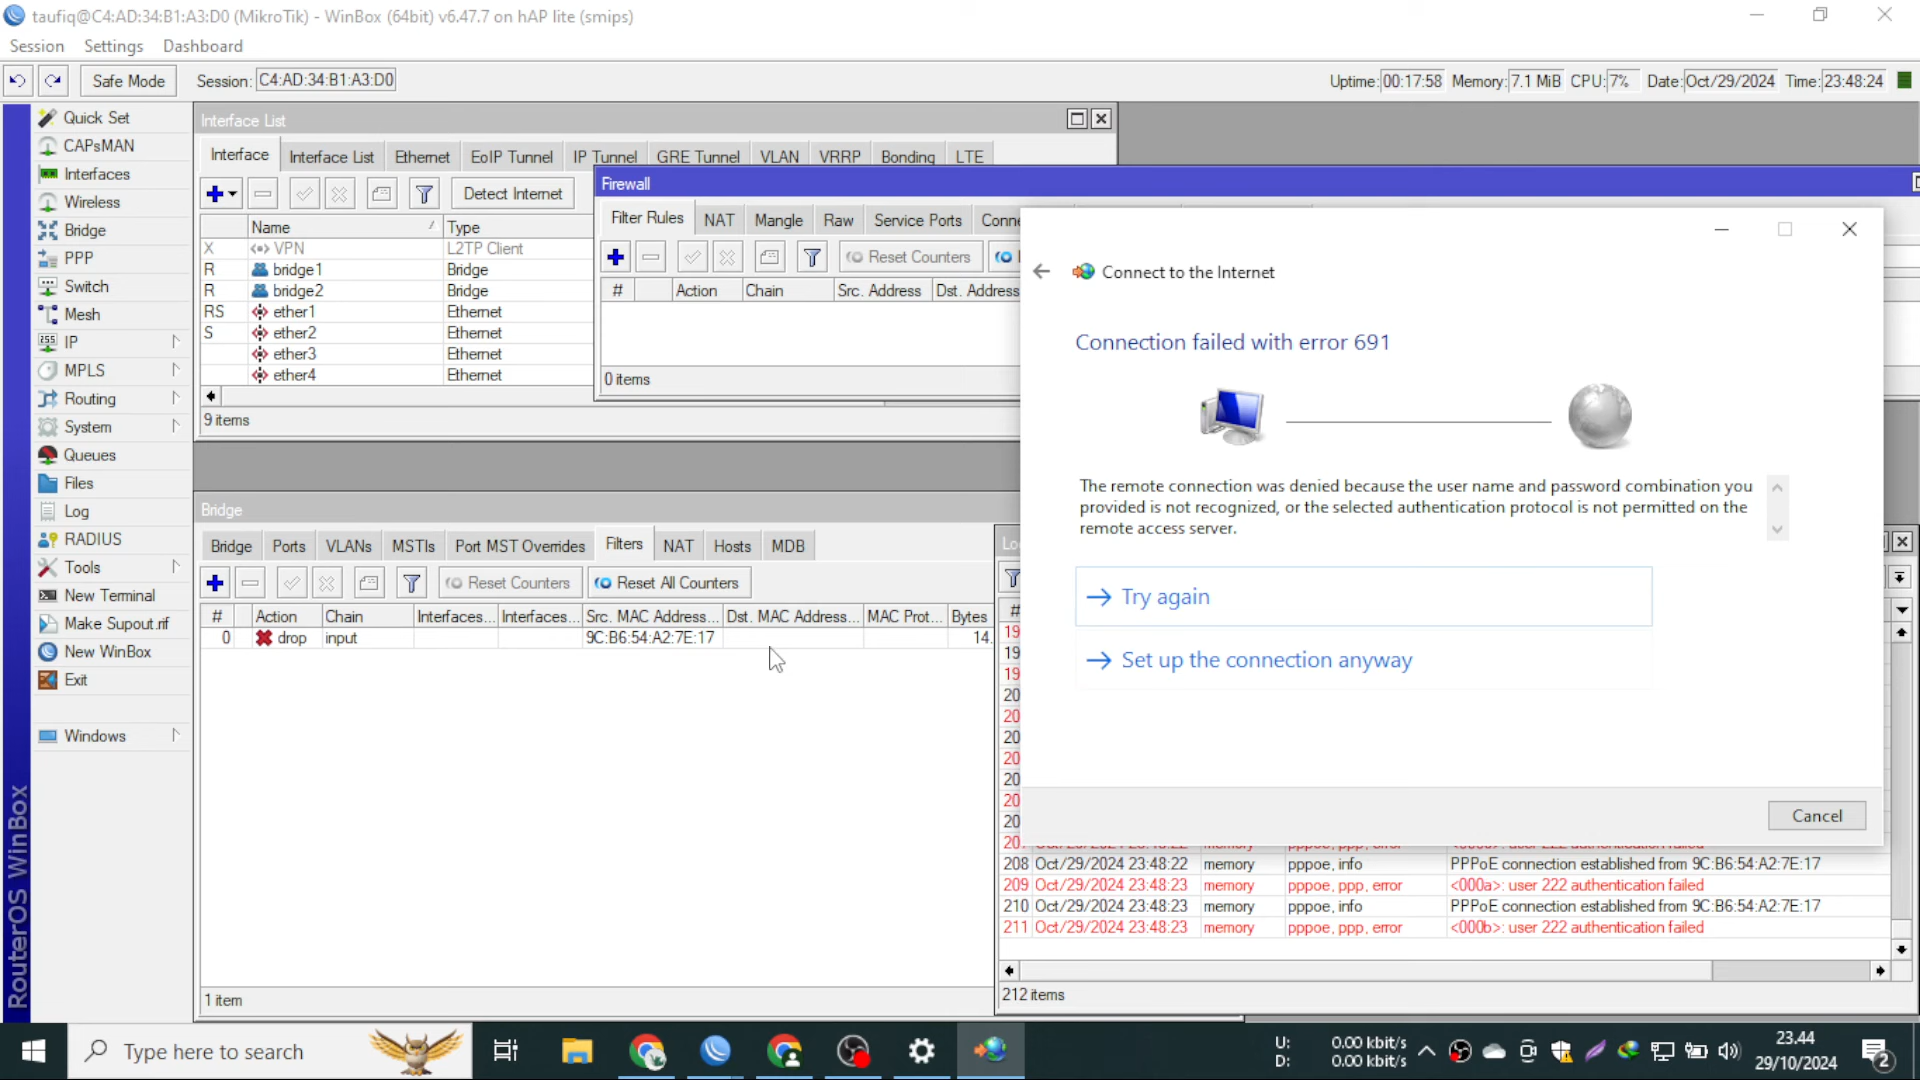 taufiq@C4:AD:34:B1:A3:D0 (MikroTik) - WinBox (64bit) v6.47.7 on hAP lite (smips)
Session Settings Dashboard
Safe Mode Session: C4:AD:34:B1:A3:D0 Uptime: 00:17:58 Memory: 7.1 MiB CPU: 7% Date: Oct/29/2024 Time: 23:48:24
Quick Set
CAPsMAN
Interfaces
Wireless
Bridge
PPP
Switch
Mesh
IP
MPLS
Routing
System
Queues
Files
Log
RADIUS
Tools
New Terminal
Make Supout.rif
New WinBox
Exit
Windows
RouterOS WinBox
Interface List
Interface Interface List Ethernet EoIP Tunnel IP Tunnel GRE Tunnel VLAN VRRP Bonding LTE
Detect Internet
Name Type
X VPN L2TP Client
R bridge1 Bridge
R bridge2 Bridge
RS ether1 Ethernet
S ether2 Ethernet
ether3 Ethernet
ether4 Ethernet
9 items
Firewall
Filter Rules NAT Mangle Raw Service Ports Conne
Reset Counters
# Action Chain Src. Address Dst. Address
0 items
Connect to the Internet
Connection failed with error 691
The remote connection was denied because the user name and password combination you
provided is not recognized, or the selected authentication protocol is not permitted on the
remote access server.
Try again
Set up the connection anyway
Cancel
Bridge
Bridge Ports VLANs MSTIs Port MST Overrides Filters NAT Hosts MDB
Reset Counters Reset All Counters
# Action Chain Interfaces... Interfaces... Src. MAC Address... Dst. MAC Address... MAC Prot... Bytes
0 drop input 9C:B6:54:A2:7E:17 14.
1 item
Lo
#
19
19
19
20
20
20
20
20
20
20
207
208 Oct/29/2024 23:48:22 memory pppoe, info PPPoE connection established from 9C:B6:54:A2:7E:17
209 Oct/29/2024 23:48:23 memory pppoe, ppp, error <000a>: user 222 authentication failed
210 Oct/29/2024 23:48:23 memory pppoe, info PPPoE connection established from 9C:B6:54:A2:7E:17
211 Oct/29/2024 23:48:23 memory pppoe, ppp, error <000b>: user 222 authentication failed
212 items
Type here to search
U: 0.00 kbit/s
D: 0.00 kbit/s
23.44
29/10/2024
2